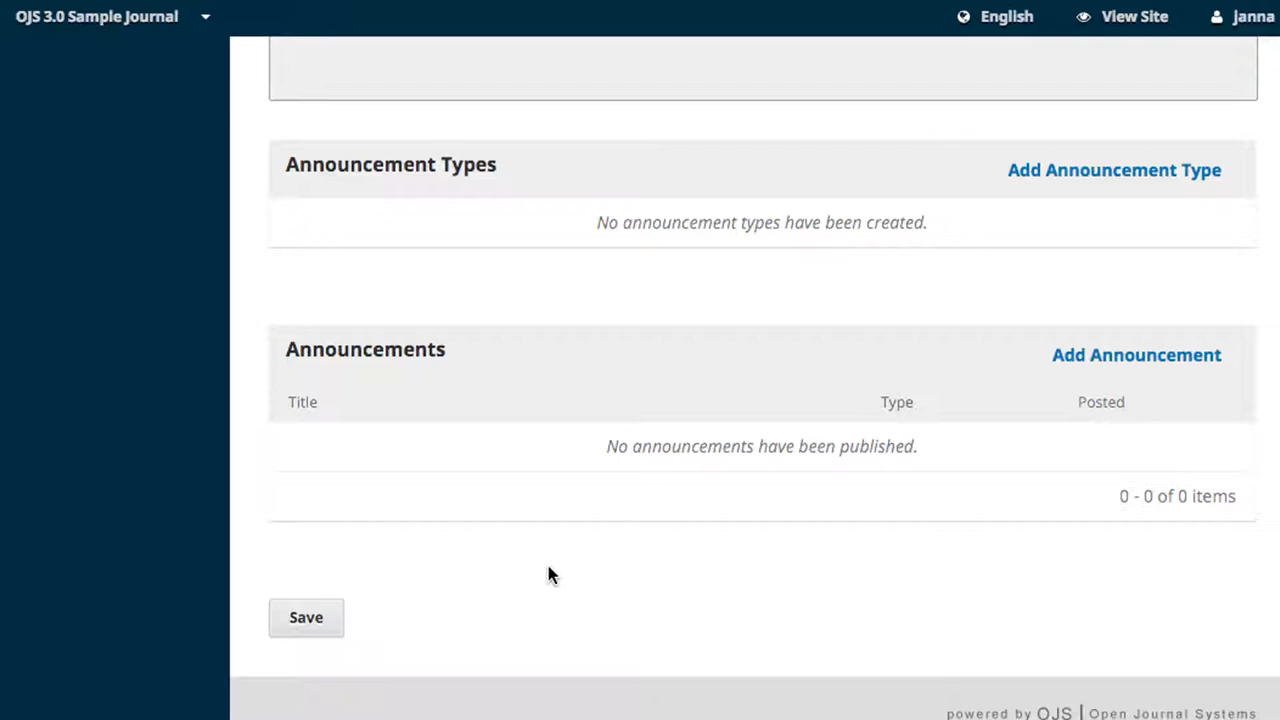 OJS 3.0 Sample Journal English View Site Janna
Announcement Types
Add Announcement Type
No announcement types have been created.
Announcements
Add Announcement
Title Type Posted
No announcements have been published.
0 - 0 of 0 items
Save
powered by OJS | Open Journal Systems